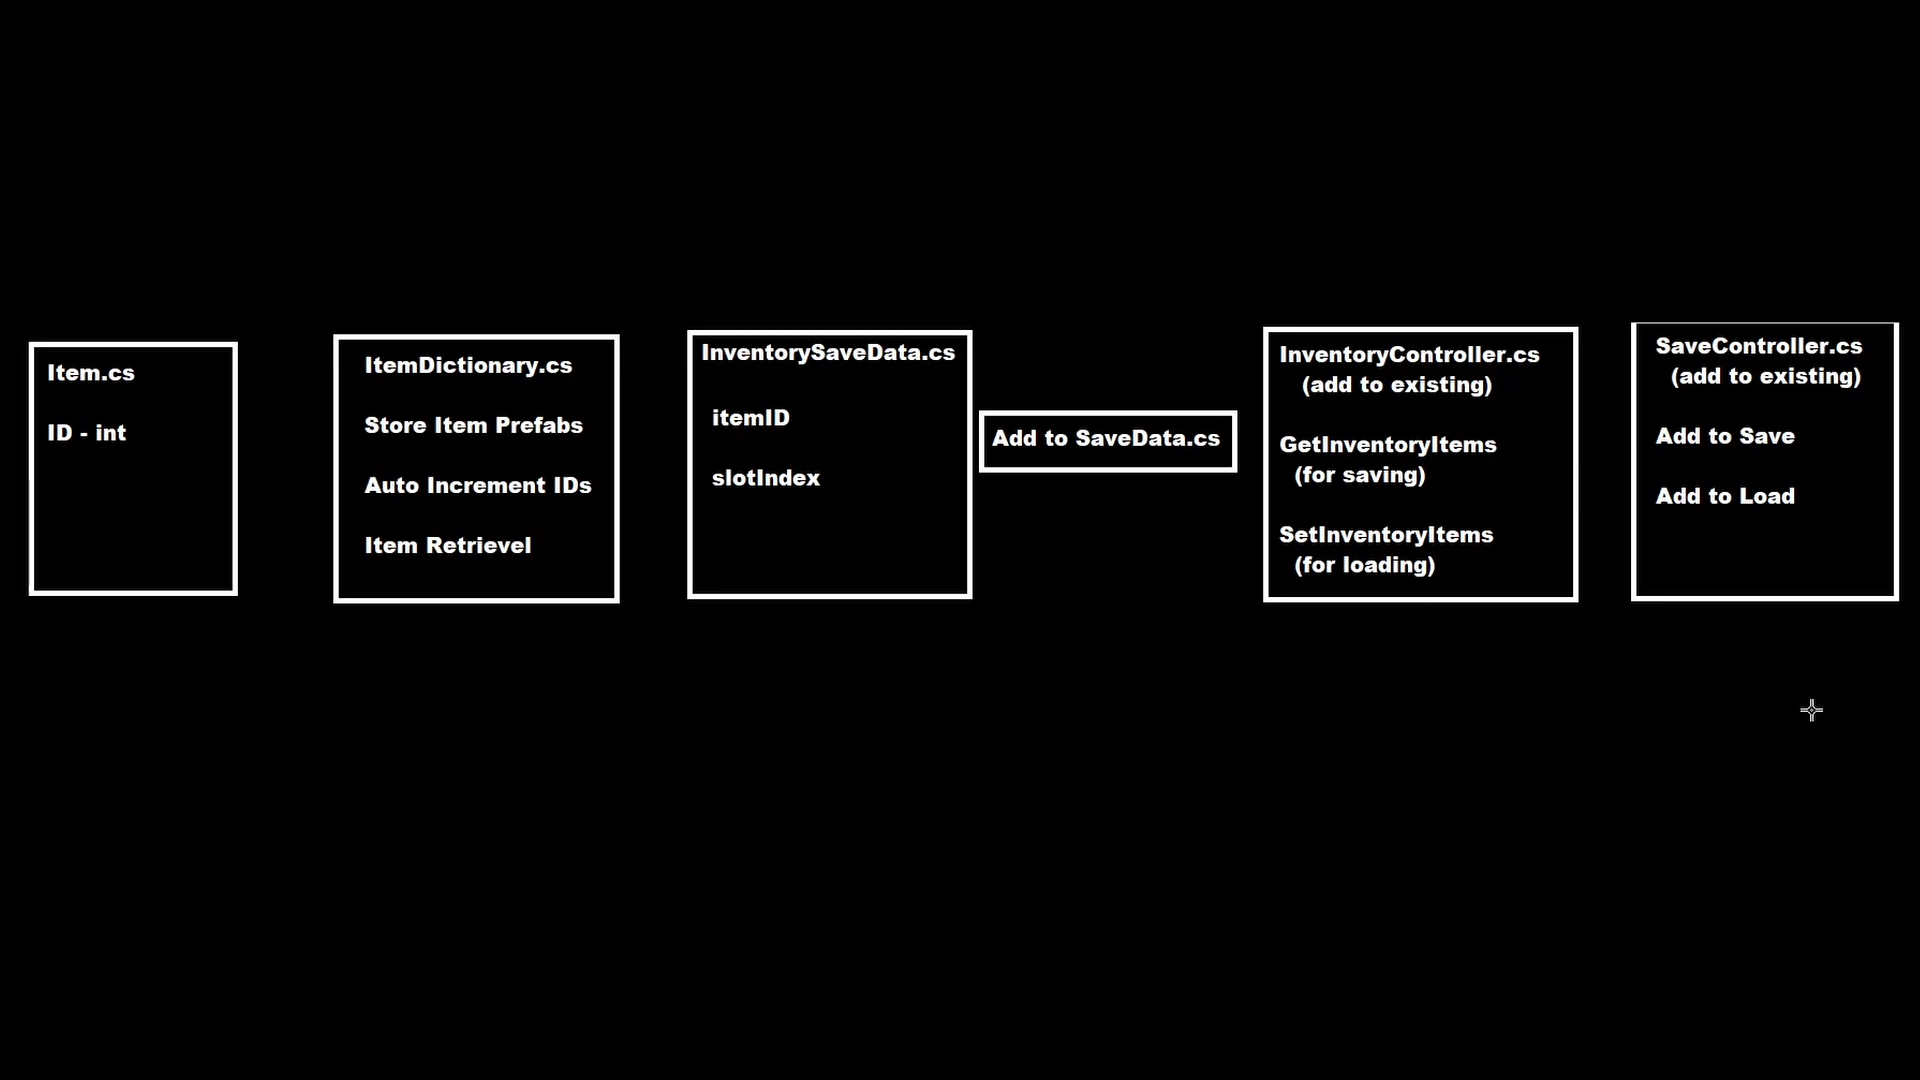 Item.cs
ID - int
ItemDictionary.cs
Store Item Prefabs
Auto Increment IDs
Item Retrievel
InventorySaveData.cs
itemID
slotIndex
Add to SaveData.cs
InventoryController.cs
(add to existing)
GetInventoryItems
(for saving)
SetInventoryItems
(for loading)
SaveController.cs
(add to existing)
Add to Save
Add to Load